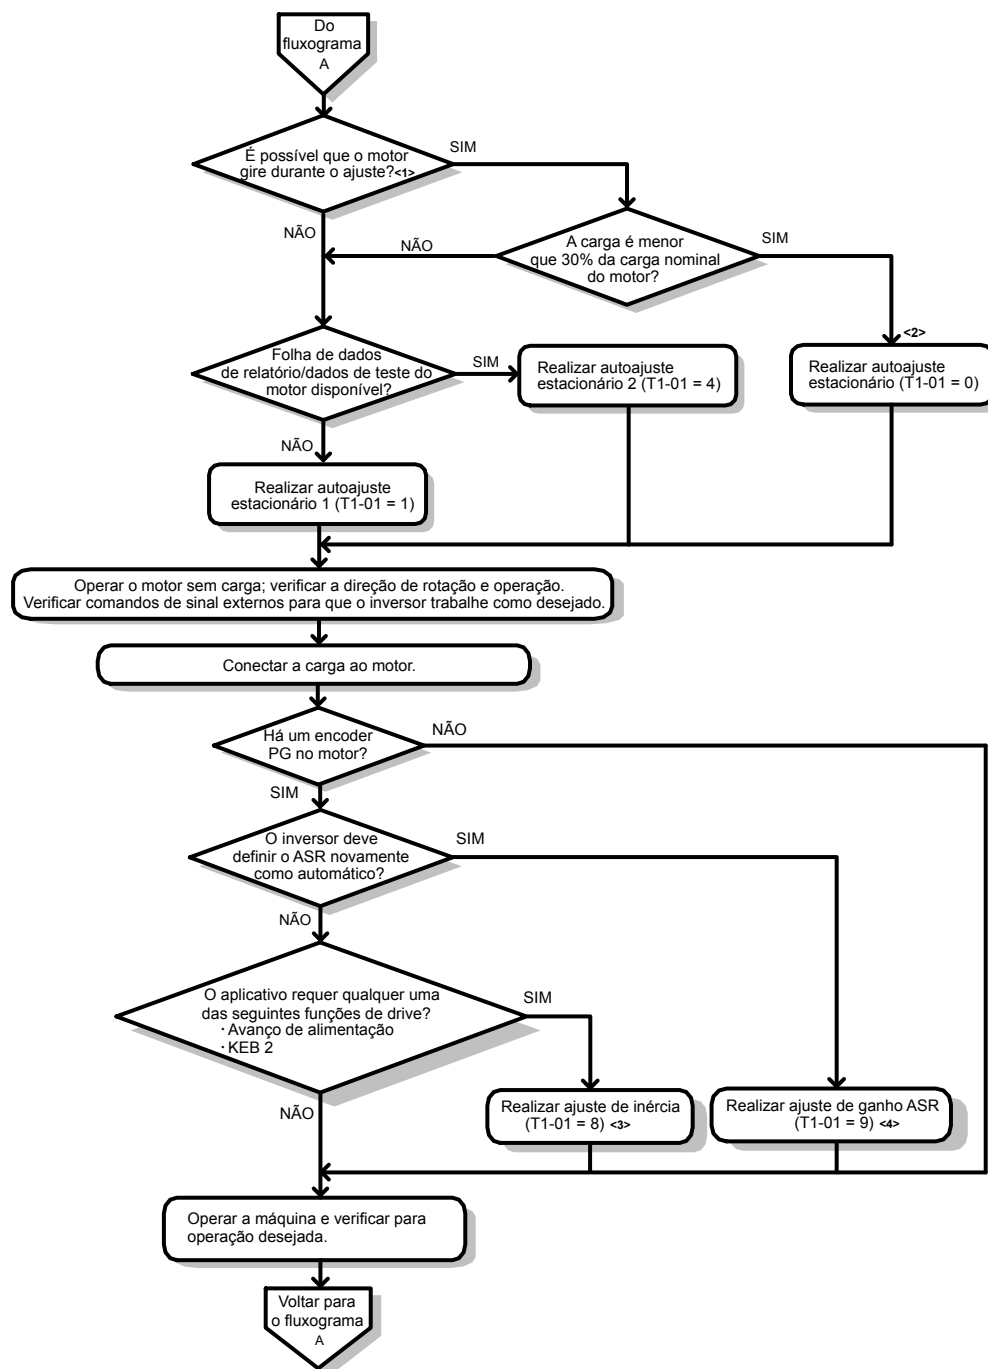 Do
fluxograma
A
É possível que o motor
gire durante o ajuste?<1>
SIM
NÃO
A carga é menor
que 30% da carga nominal
do motor?
NÃO
SIM
Folha de dados
de relatório/dados de teste do
motor disponível?
SIM
NÃO
Realizar autoajuste
estacionário 2 (T1-01 = 4)
<2>
Realizar autoajuste
estacionário (T1-01 = 0)
Realizar autoajuste
estacionário 1 (T1-01 = 1)
Operar o motor sem carga; verificar a direção de rotação e operação.
Verificar comandos de sinal externos para que o inversor trabalhe como desejado.
Conectar a carga ao motor.
Há um encoder
PG no motor?
NÃO
SIM
O inversor deve
definir o ASR novamente
como automático?
SIM
NÃO
O aplicativo requer qualquer uma
das seguintes funções de drive?
· Avanço de alimentação
· KEB 2
SIM
NÃO
Realizar ajuste de inércia
(T1-01 = 8) <3>
Realizar ajuste de ganho ASR
(T1-01 = 9) <4>
Operar a máquina e verificar para
operação desejada.
Voltar para
o fluxograma
A